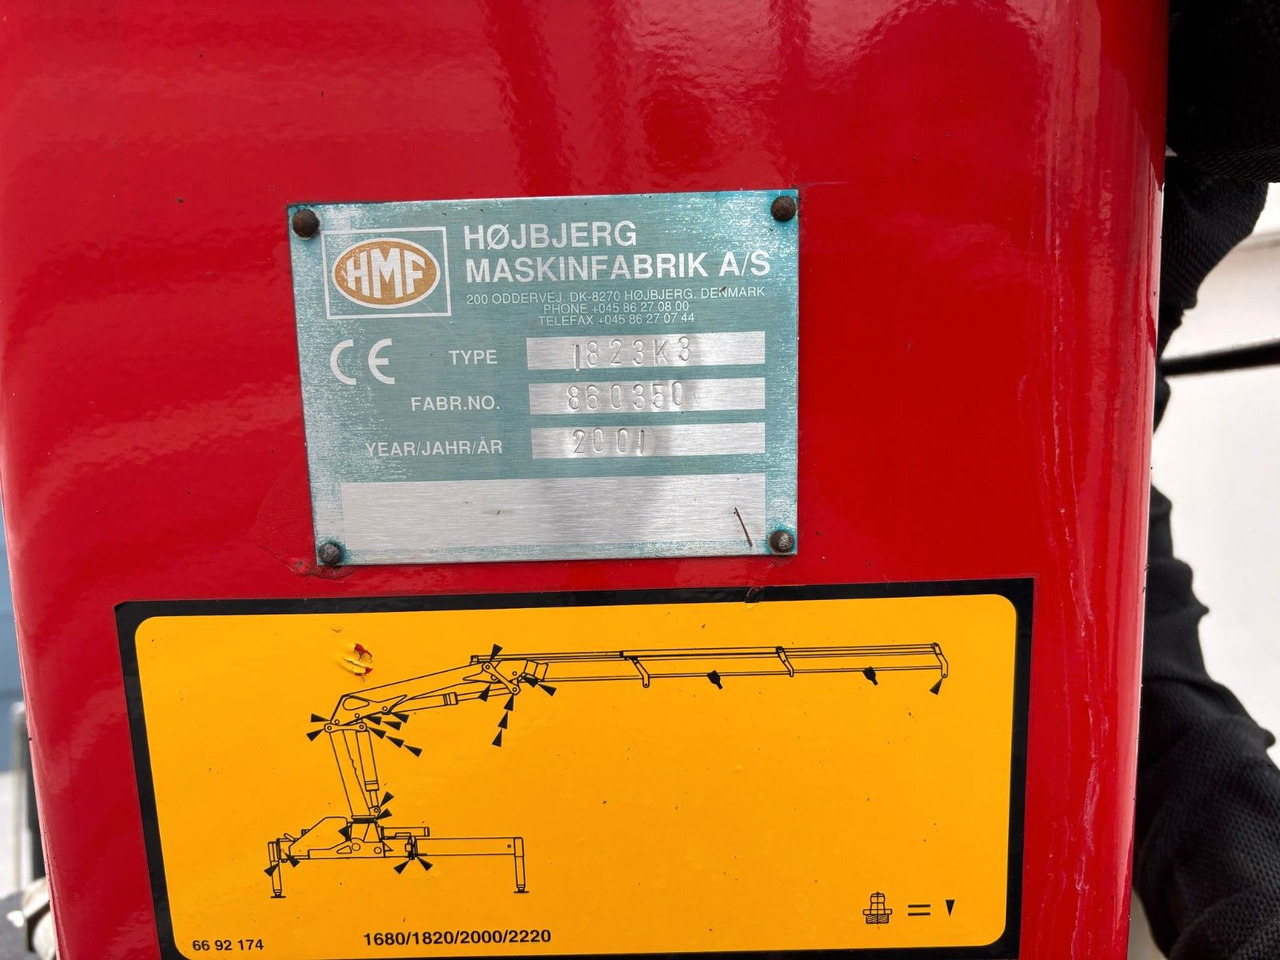 HMF
HØJBJERG
MASKINFABRIK A/S
200 ODDERVEJ, DK-8270 HØJBJERG, DENMARK
PHONE +045 86 27 08 00
TELEFAX +045 86 27 07 44
CE
TYPE 1823K3
FABR.NO. 860350
YEAR/JAHR/ÅR 2001
66 92 174
1680/1820/2000/2220
=